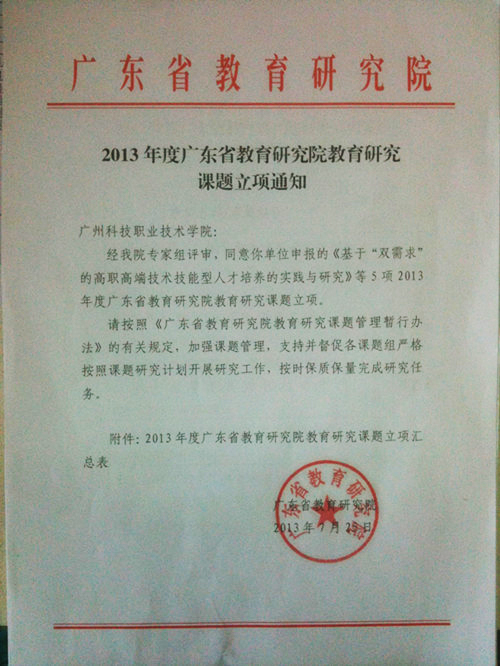 广东省教育研究院
2013年度广东省教育研究院教育研究
课题立项通知
广州科技职业技术学院：
经我院专家组评审，同意你单位申报的《基于“双需求”
的高职高端技术技能型人才培养的实践与研究》等5项2013
年度广东省教育研究院教育研究课题立项。
请按照《广东省教育研究院教育研究课题管理暂行办
法》的有关规定，加强课题管理，支持并督促各课题组严格
按照课题研究计划开展研究工作，按时保质保量完成研究任
务。
附件：2013年度广东省教育研究院教育研究课题立项汇
总表
广东省教育研究院
广东省教育研究院
2013年7月25日